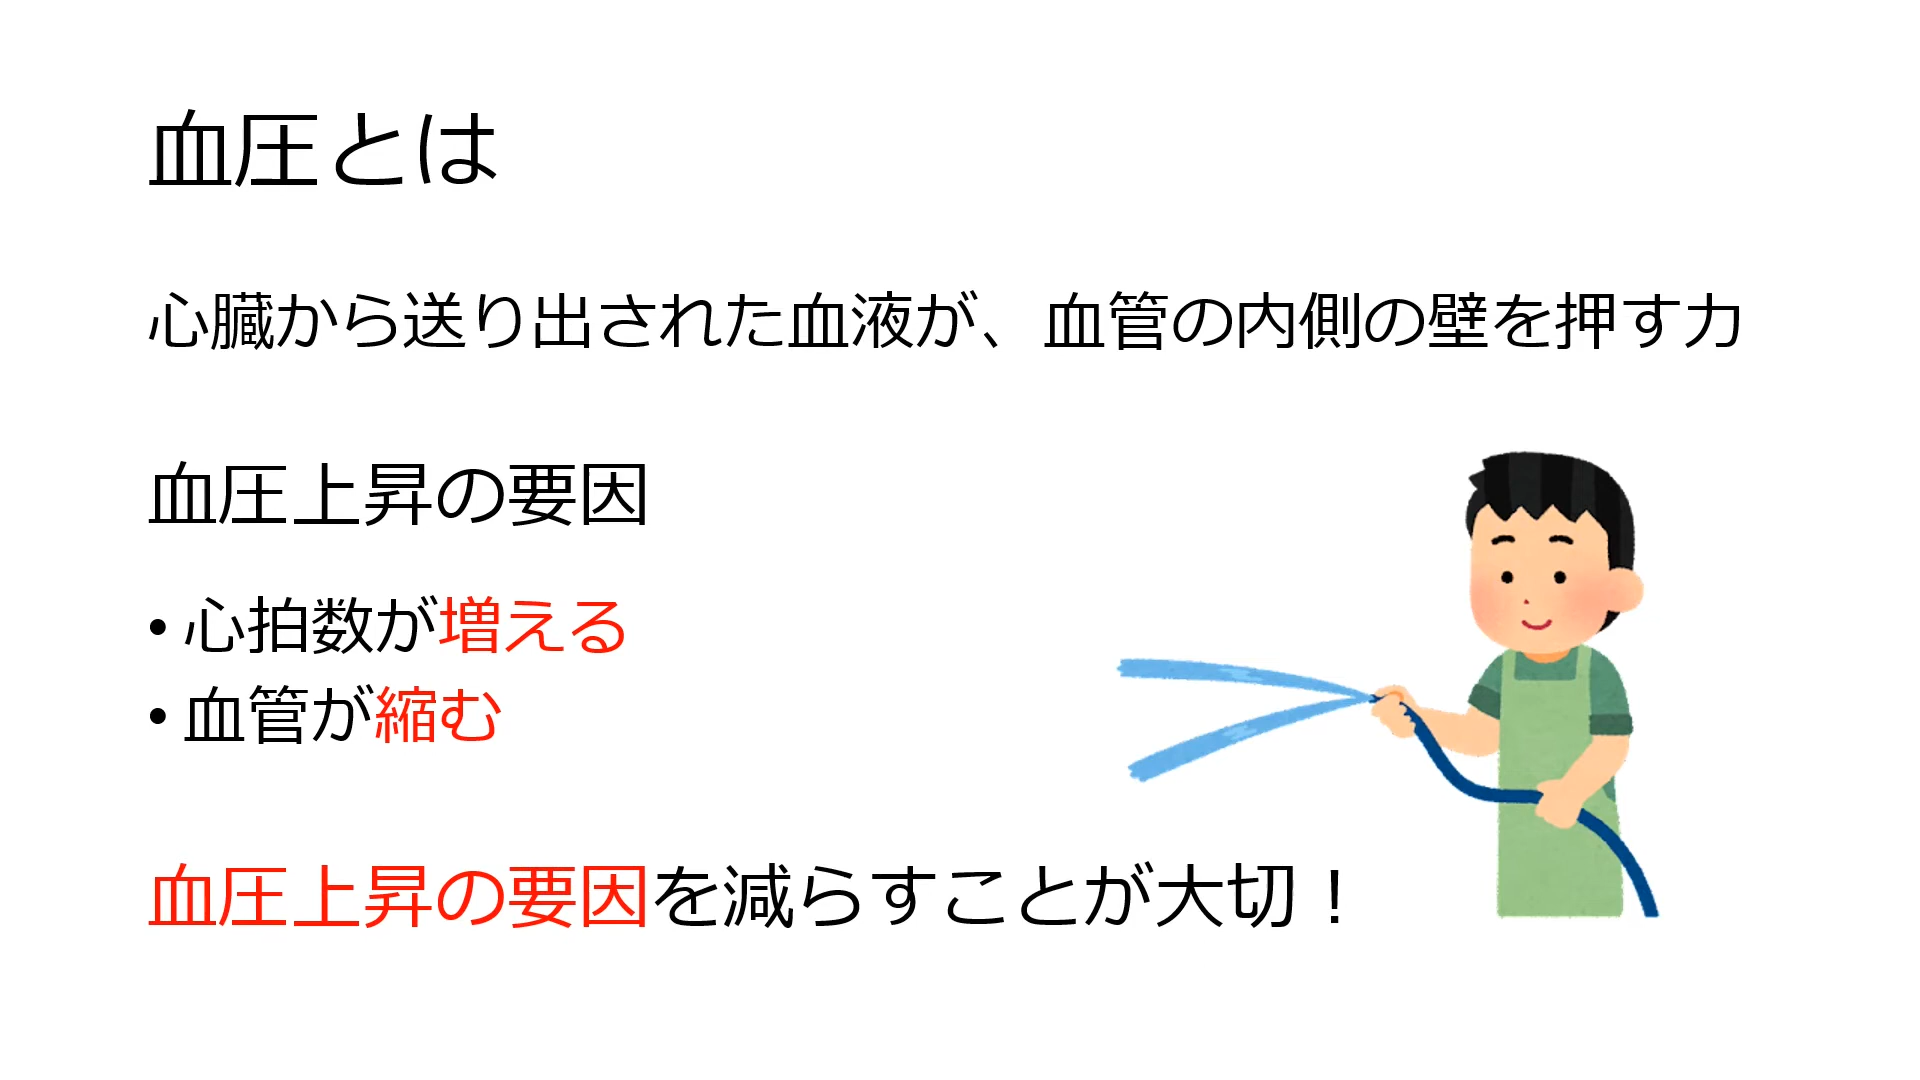 血圧とは
心臓から送り出された血液が、血管の内側の壁を押す力
血圧上昇の要因
• 心拍数が増える
• 血管が縮む
血圧上昇の要因を減らすことが大切！